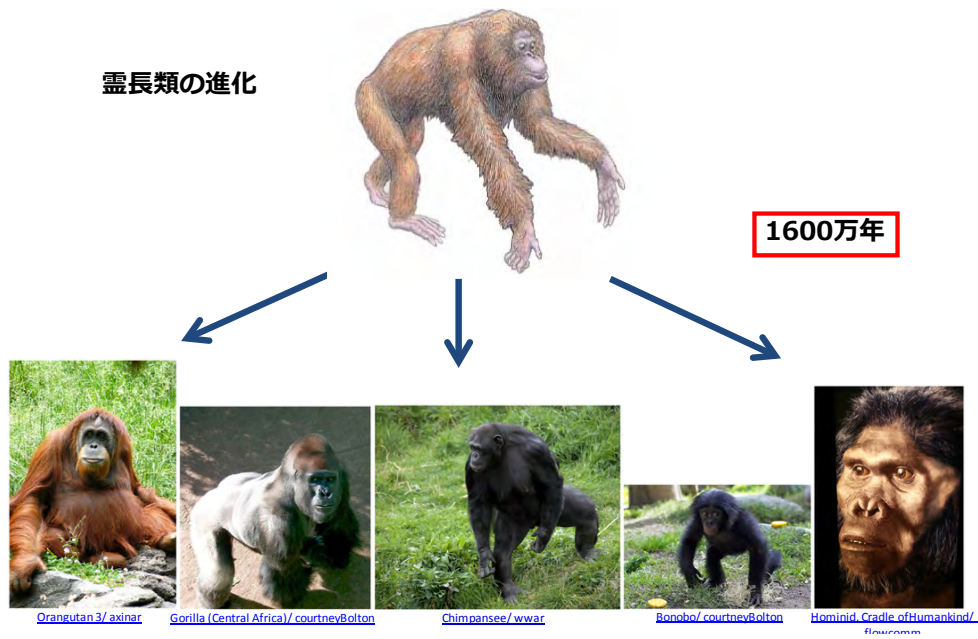 霊長類の進化
1600万年
Orangutan 3/ axinar
Gorilla (Central Africa)/ courtneyBolton
Chimpansee/ wwar
Bonobo/ courtneyBolton
Hominid, Cradle ofHumankind/
flowcomm